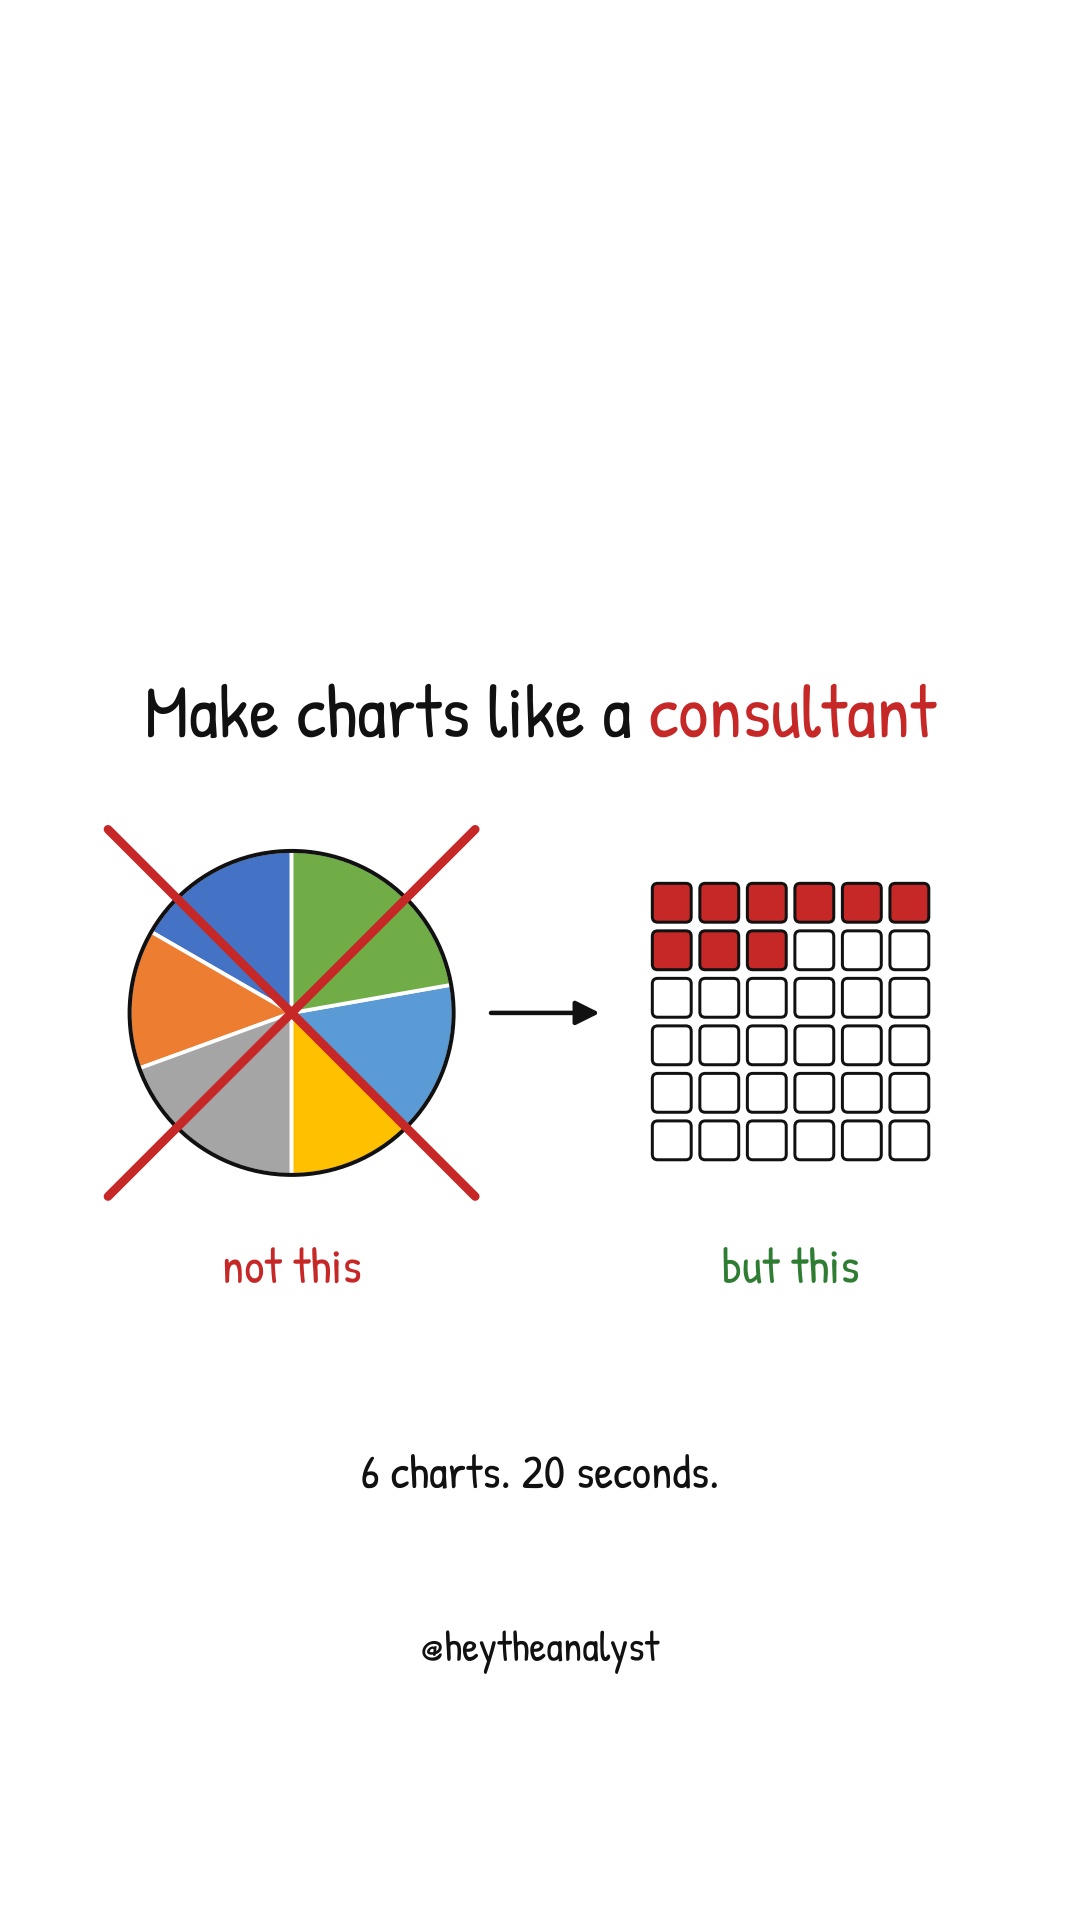 Make charts like a consultant
not this
but this
6 charts. 20 seconds.
@heytheanalyst